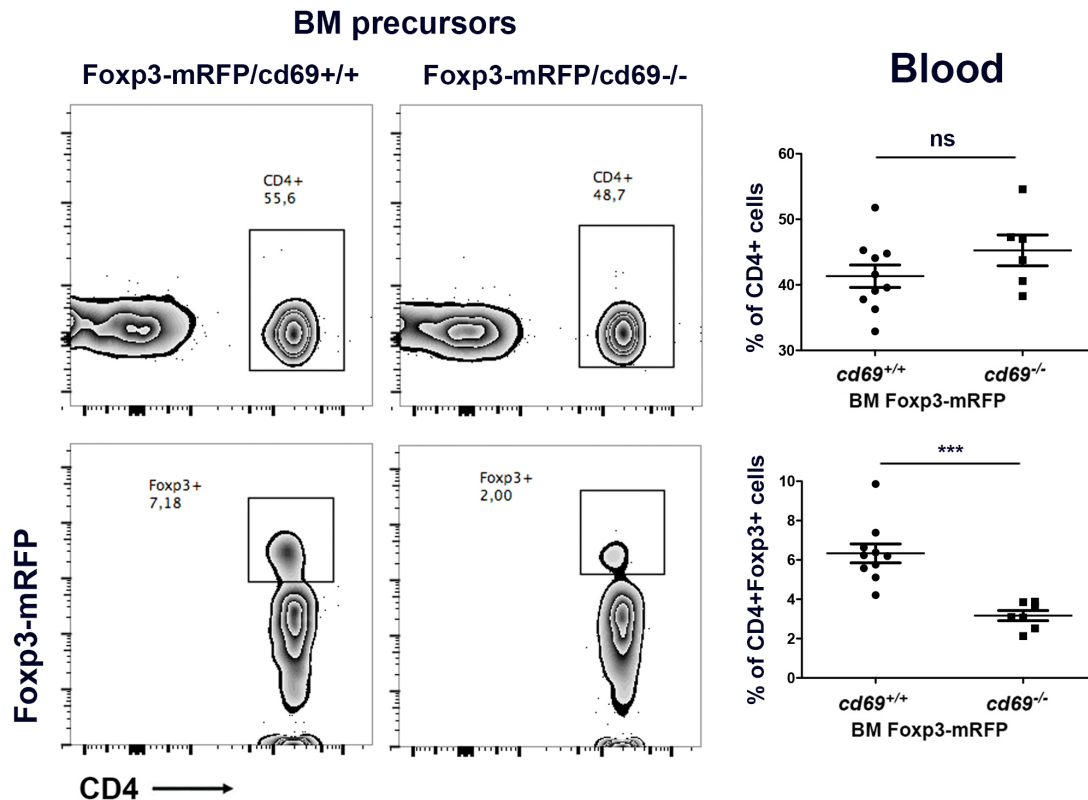 BM precursors
Foxp3-mRFP/cd69+/+
Foxp3-mRFP/cd69-/-
Blood
CD4+
55,6
CD4+
48,7
ns
60
50
40
30
% of CD4+ cells
cd69+/+
cd69-/-
BM Foxp3-mRFP
Foxp3+
7,18
Foxp3+
2,00
***
10
8
6
4
2
0
% of CD4+Foxp3+ cells
cd69+/+
cd69-/-
BM Foxp3-mRFP
Foxp3-mRFP
CD4